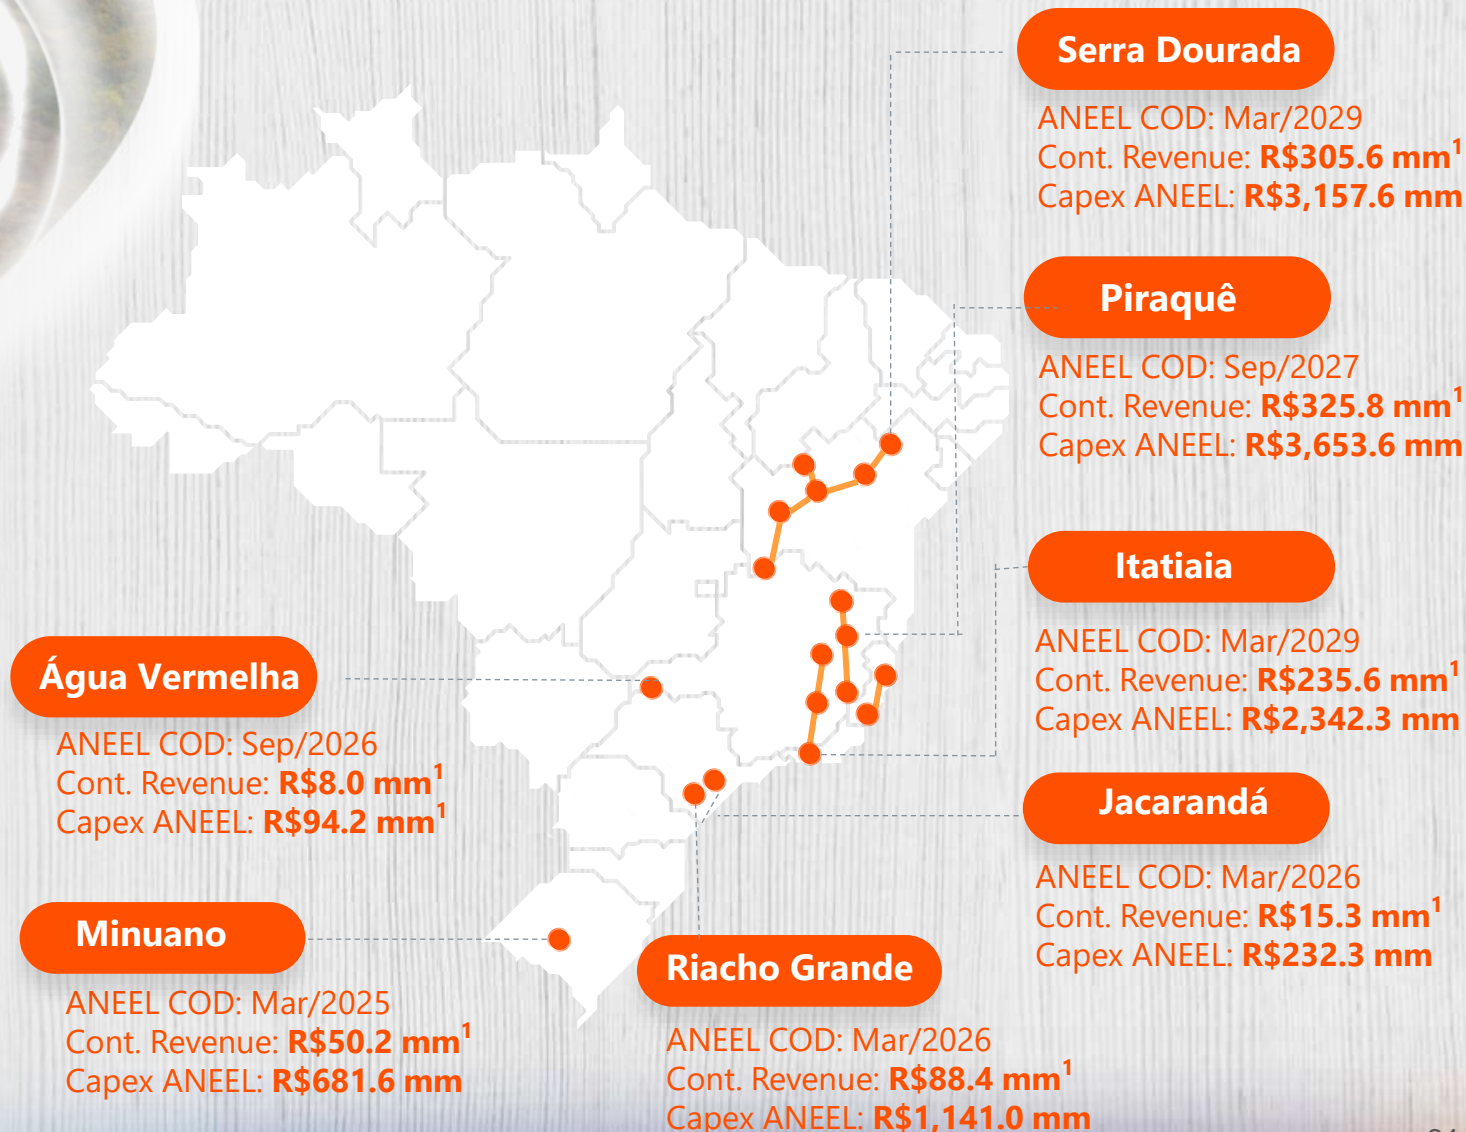 Serra Dourada
ANEEL COD: Mar/2029
Cont. Revenue: R$305.6 mm¹
Capex ANEEL: R$3,157.6 mm
Piraquê
ANEEL COD: Sep/2027
Cont. Revenue: R$325.8 mm¹
Capex ANEEL: R$3,653.6 mm
Itatiaia
ANEEL COD: Mar/2029
Cont. Revenue: R$235.6 mm¹
Capex ANEEL: R$2,342.3 mm
Água Vermelha
ANEEL COD: Sep/2026
Cont. Revenue: R$8.0 mm¹
Capex ANEEL: R$94.2 mm¹
Jacarandá
ANEEL COD: Mar/2026
Cont. Revenue: R$15.3 mm¹
Capex ANEEL: R$232.3 mm
Minuano
ANEEL COD: Mar/2025
Cont. Revenue: R$50.2 mm¹
Capex ANEEL: R$681.6 mm
Riacho Grande
ANEEL COD: Mar/2026
Cont. Revenue: R$88.4 mm¹
Capex ANEEL: R$1,141.0 mm